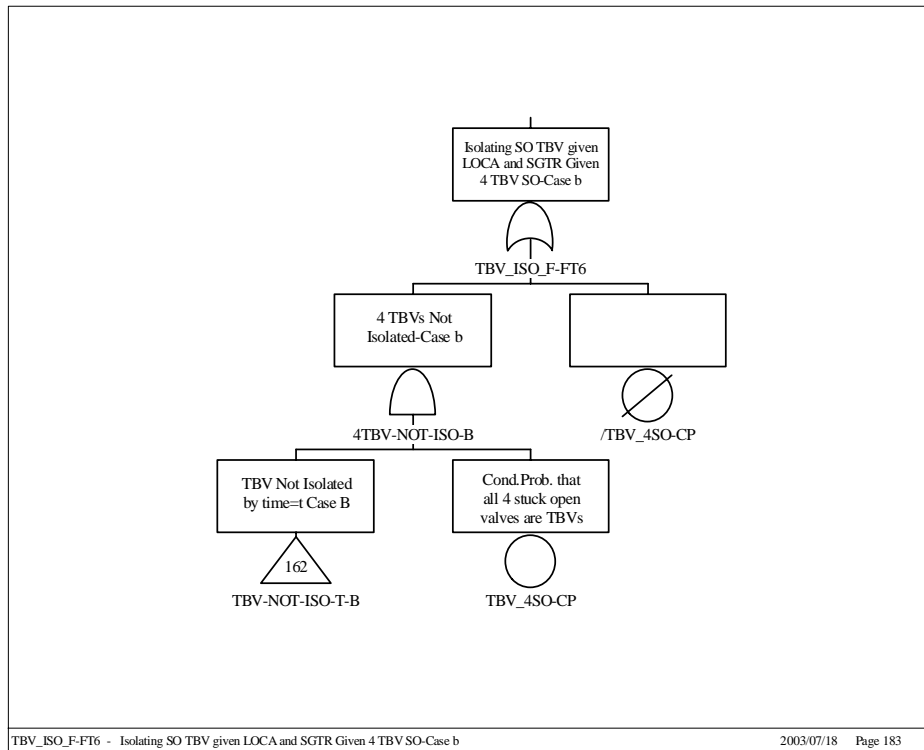 Isolating SO TBV given
LOCA and SGTR Given
4 TBV SO-Case b
TBV_ISO_F-FT6
4 TBVs Not
Isolated-Case b
4TBV-NOT-ISO-B
/TBV_4SO-CP
TBV Not Isolated
by time=t Case B
162
TBV-NOT-ISO-T-B
Cond.Prob. that
all 4 stuck open
valves are TBVs
TBV_4SO-CP
TBV_ISO_F-FT6 - Isolating SO TBV given LOCA and SGTR Given 4 TBV SO-Case b
2003/07/18 Page 183